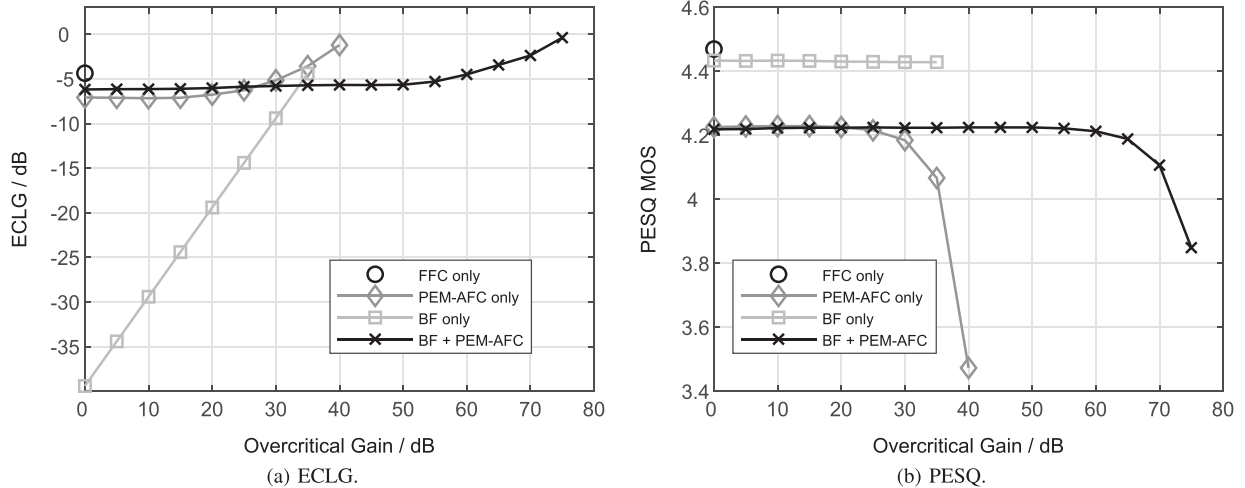 0
-5
-10
-15
-20
-25
-30
-35
ECLG / dB
0 10 20 30 40 50 60 70 80
Overcritical Gain / dB
FFC only
PEM-AFC only
BF only
BF + PEM-AFC
(a) ECLG.
4.6
4.4
4.2
4
3.8
3.6
3.4
PESQ MOS
0 10 20 30 40 50 60 70 80
Overcritical Gain / dB
FFC only
PEM-AFC only
BF only
BF + PEM-AFC
(b) PESQ.